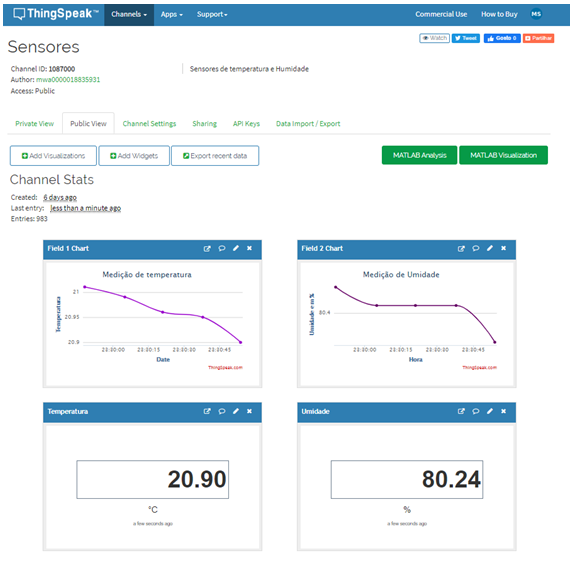 ThingSpeak™ Channels Apps Support Commercial Use How to Buy MS
Sensores
Watch Tweet Gosto 0 Partilhar
Channel ID: 1087000
Author: mwa0000018835931
Access: Public
Sensores de temperatura e Humidade
Private View Public View Channel Settings Sharing API Keys Data Import / Export
Add Visualizations Add Widgets Export recent data MATLAB Analysis MATLAB Visualization
Channel Stats
Created: 6 days ago
Last entry: less than a minute ago
Entries: 983
Field 1 Chart
Medição de temperatura
Temperatura
21
20.95
20.9
23:30:00 23:30:15 23:30:30 23:30:45
Date
ThingSpeak.com
Field 2 Chart
Medição de Umidade
Umidade em %
80.4
23:30:00 23:30:15 23:30:30 23:30:45
Hora
ThingSpeak.com
Temperatura
20.90
°C
a few seconds ago
Umidade
80.24
%
a few seconds ago